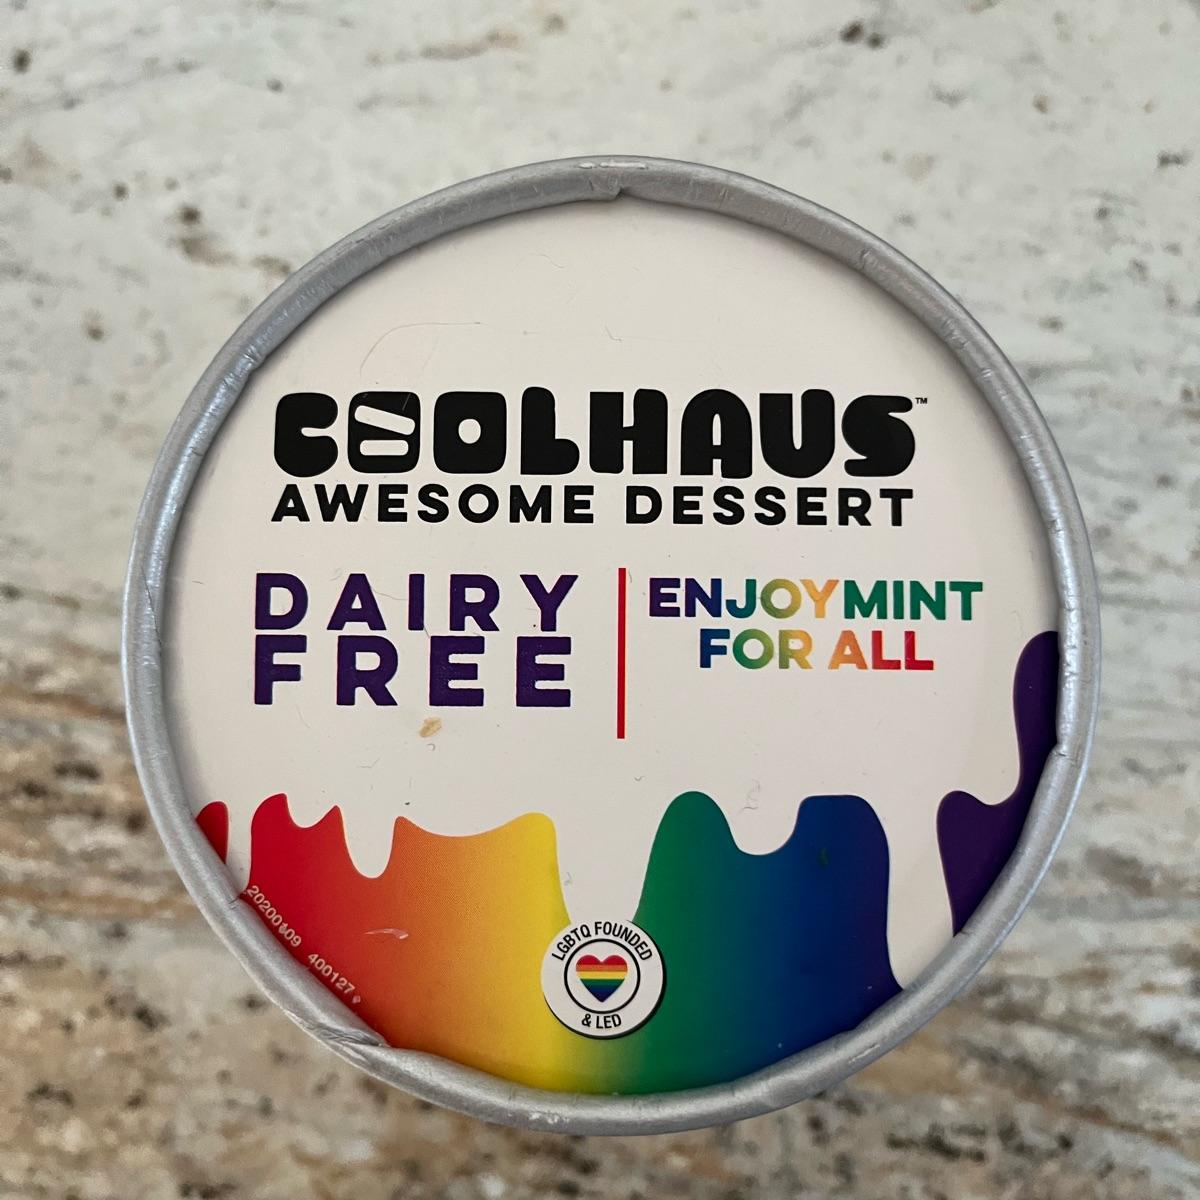 COOLHAUS™
AWESOME DESSERT
DAIRY
FREE
ENJOYMINT
FOR ALL
LGBTQ FOUNDED
& LED
400127